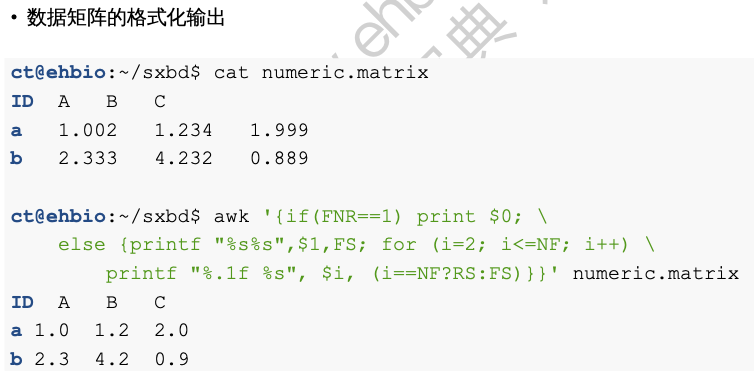 • 数据矩阵的格式化输出
ct@ehbio:~/sxbd$ cat numeric.matrix
ID  A   B   C
a   1.002   1.234   1.999
b   2.333   4.232   0.889
ct@ehbio:~/sxbd$ awk '{if(FNR==1) print $0; \
    else {printf "%s%s",$1,FS; for (i=2; i<=NF; i++) \
        printf "%.1f %s", $i, (i==NF?RS:FS)}}' numeric.matrix
ID  A   B   C
a 1.0  1.2  2.0
b 2.3  4.2  0.9